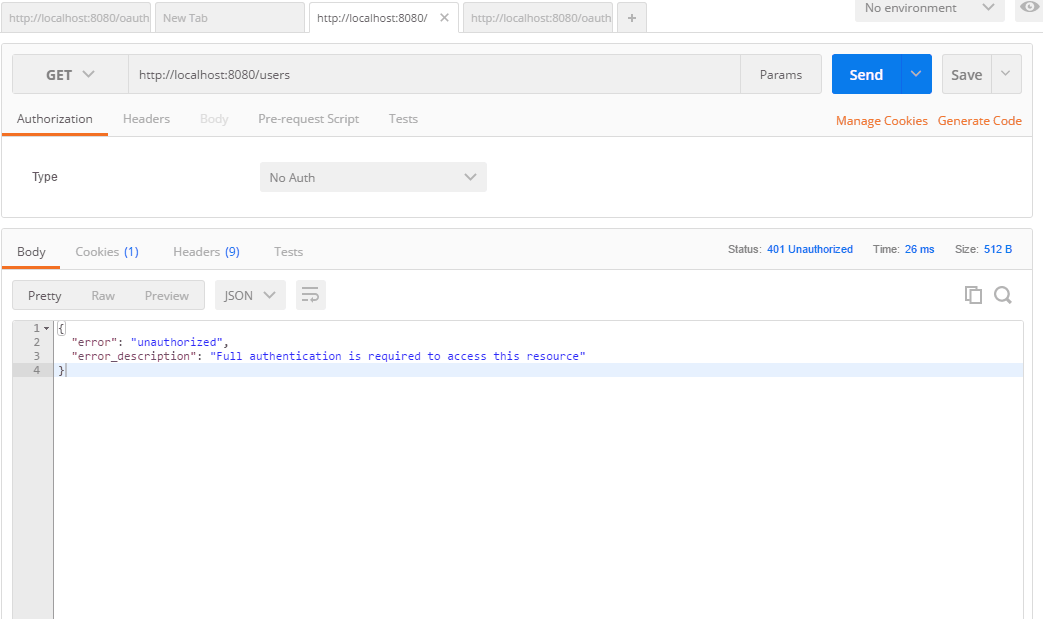 http://localhost:8080/oauth New Tab http://localhost:8080/ http://localhost:8080/oauth + No environment
GET http://localhost:8080/users Params Send Save
Authorization Headers Body Pre-request Script Tests Manage Cookies Generate Code
Type No Auth
Body Cookies (1) Headers (9) Tests Status: 401 Unauthorized Time: 26 ms Size: 512 B
Pretty Raw Preview JSON
1 {
2 "error": "unauthorized",
3 "error_description": "Full authentication is required to access this resource"
4 }